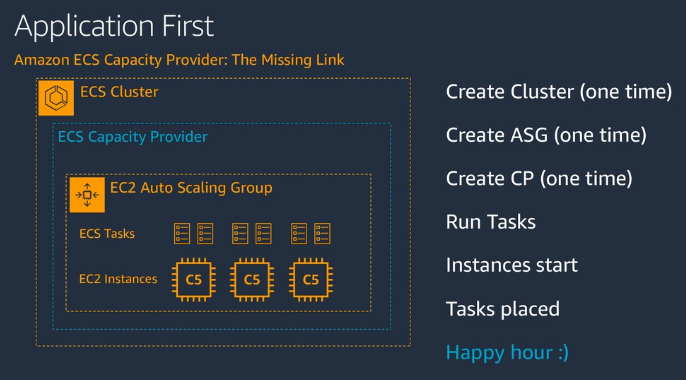 Application First
Amazon ECS Capacity Provider: The Missing Link
ECS Cluster
ECS Capacity Provider
EC2 Auto Scaling Group
ECS Tasks
EC2 Instances
C5
C5
C5
Create Cluster (one time)
Create ASG (one time)
Create CP (one time)
Run Tasks
Instances start
Tasks placed
Happy hour :)